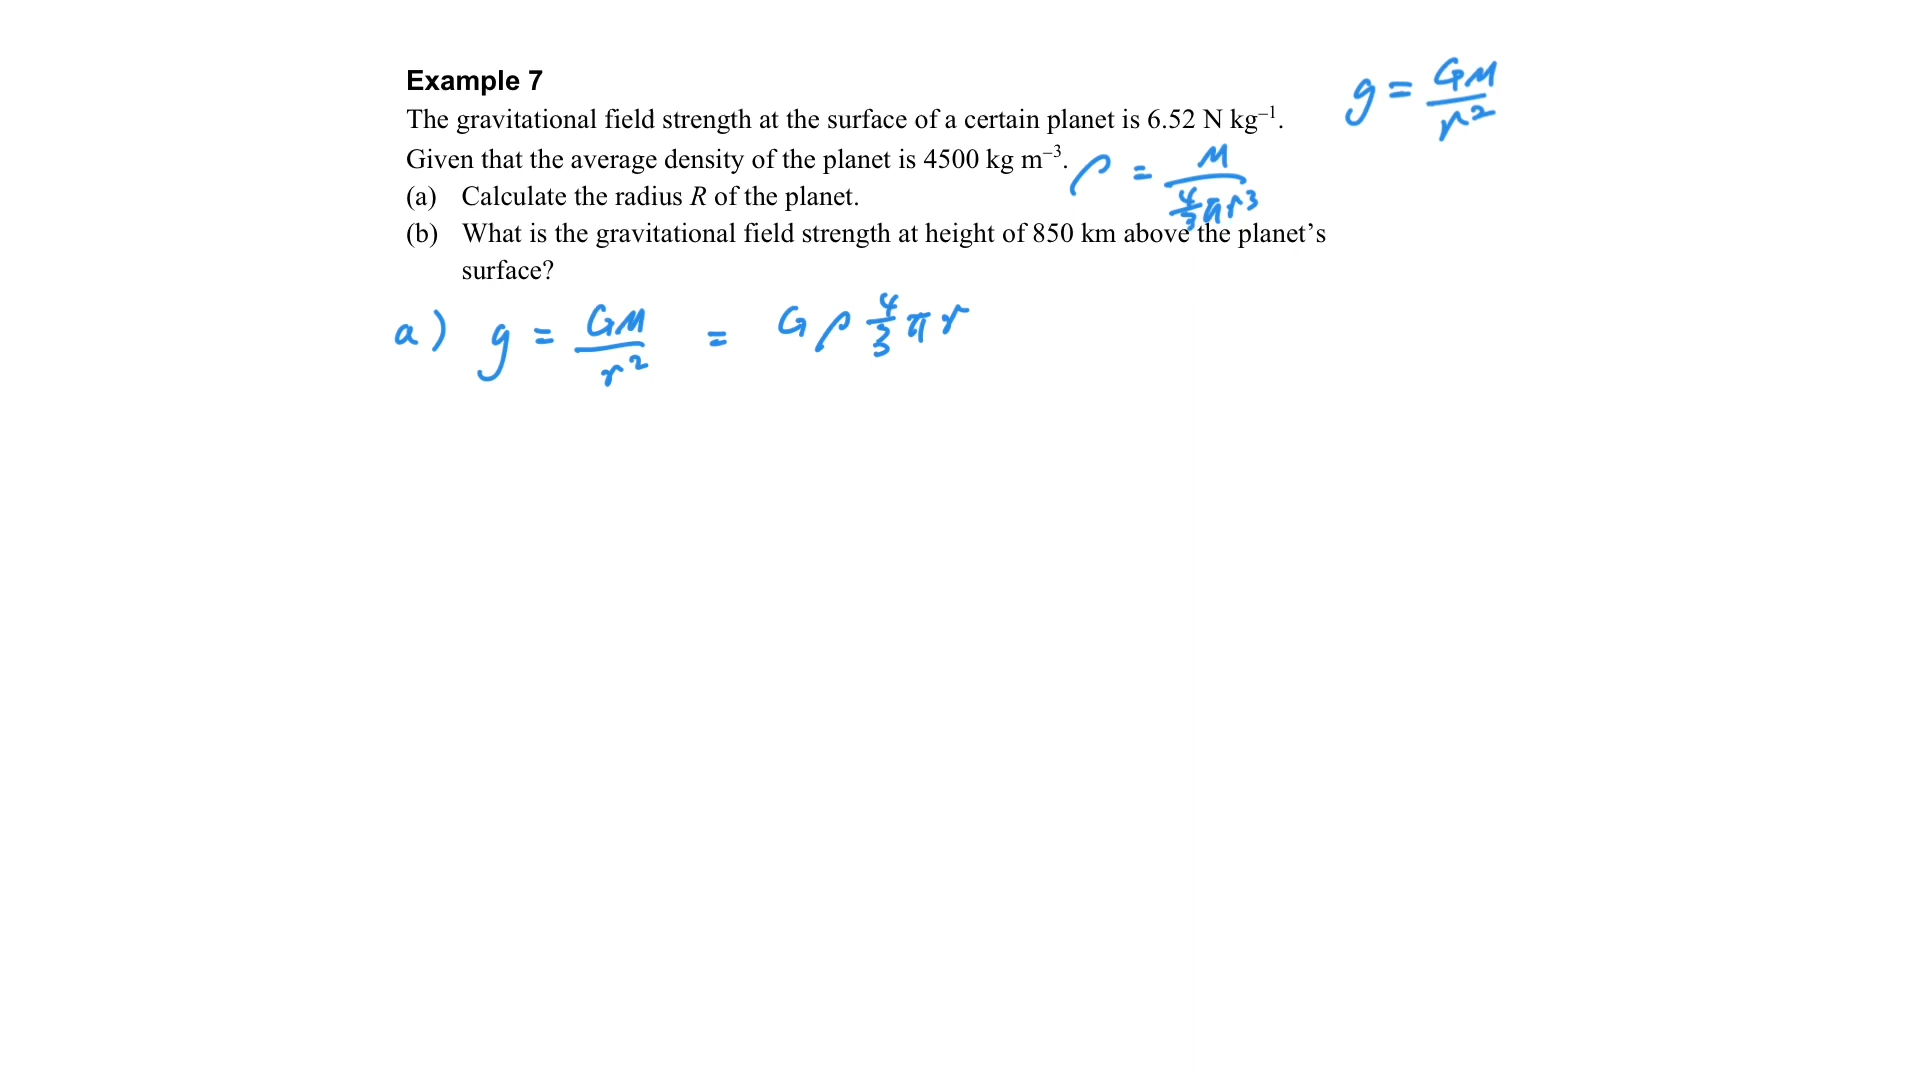 Example 7
The gravitational field strength at the surface of a certain planet is 6.52 N kg⁻¹.
g = GM/r²
Given that the average density of the planet is 4500 kg m⁻³.
ρ = M/(4/3 πr³)
(a) Calculate the radius R of the planet.
(b) What is the gravitational field strength at height of 850 km above the planet’s
surface?
a) g = GM/r² = Gρ 4/3 π r